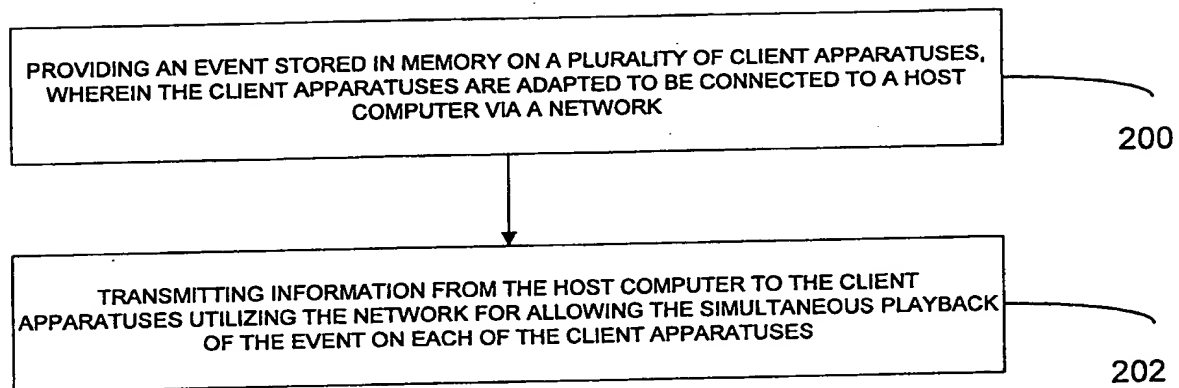 PROVIDING AN EVENT STORED IN MEMORY ON A PLURALITY OF CLIENT APPARATUSES,
WHEREIN THE CLIENT APPARATUSES ARE ADAPTED TO BE CONNECTED TO A HOST
COMPUTER VIA A NETWORK
200
TRANSMITTING INFORMATION FROM THE HOST COMPUTER TO THE CLIENT
APPARATUSES UTILIZING THE NETWORK FOR ALLOWING THE SIMULTANEOUS PLAYBACK
OF THE EVENT ON EACH OF THE CLIENT APPARATUSES
202